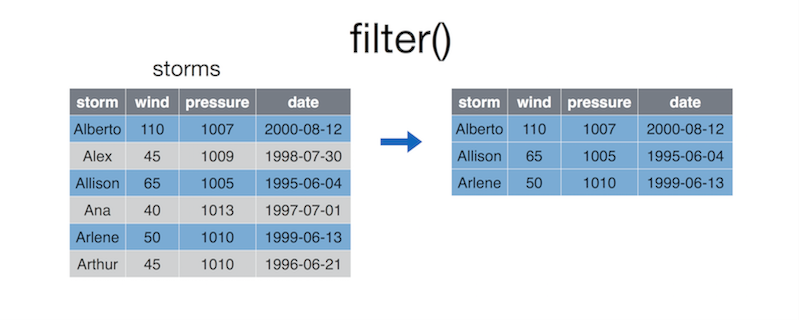 filter()
storms
storm wind pressure date
Alberto 110 1007 2000-08-12
Alex 45 1009 1998-07-30
Allison 65 1005 1995-06-04
Ana 40 1013 1997-07-01
Arlene 50 1010 1999-06-13
Arthur 45 1010 1996-06-21
storm wind pressure date
Alberto 110 1007 2000-08-12
Allison 65 1005 1995-06-04
Arlene 50 1010 1999-06-13